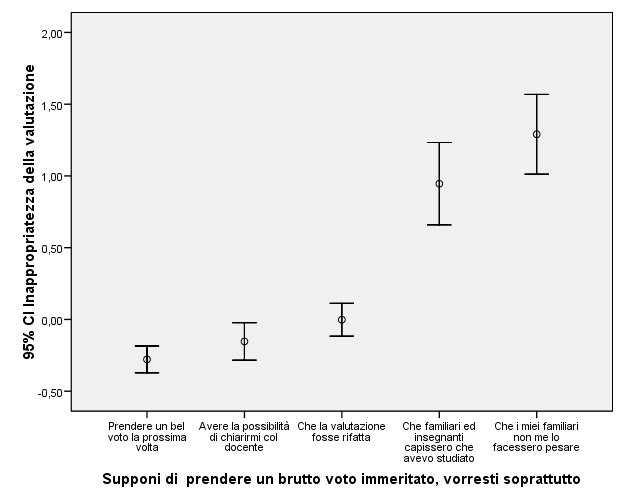 2,00
1,50
1,00
0,50
0,00
-0,50
95% CI Inappropriatezza della valutazione
Prendere un bel
voto la prossima
volta
Avere la possibilità
di chiarirmi col
docente
Che la valutazione
fosse rifatta
Che familiari ed
insegnanti
capissero che
avevo studiato
Che i miei familiari
non me lo
facessero pesare
Supponi di  prendere un brutto voto immeritato, vorresti soprattutto